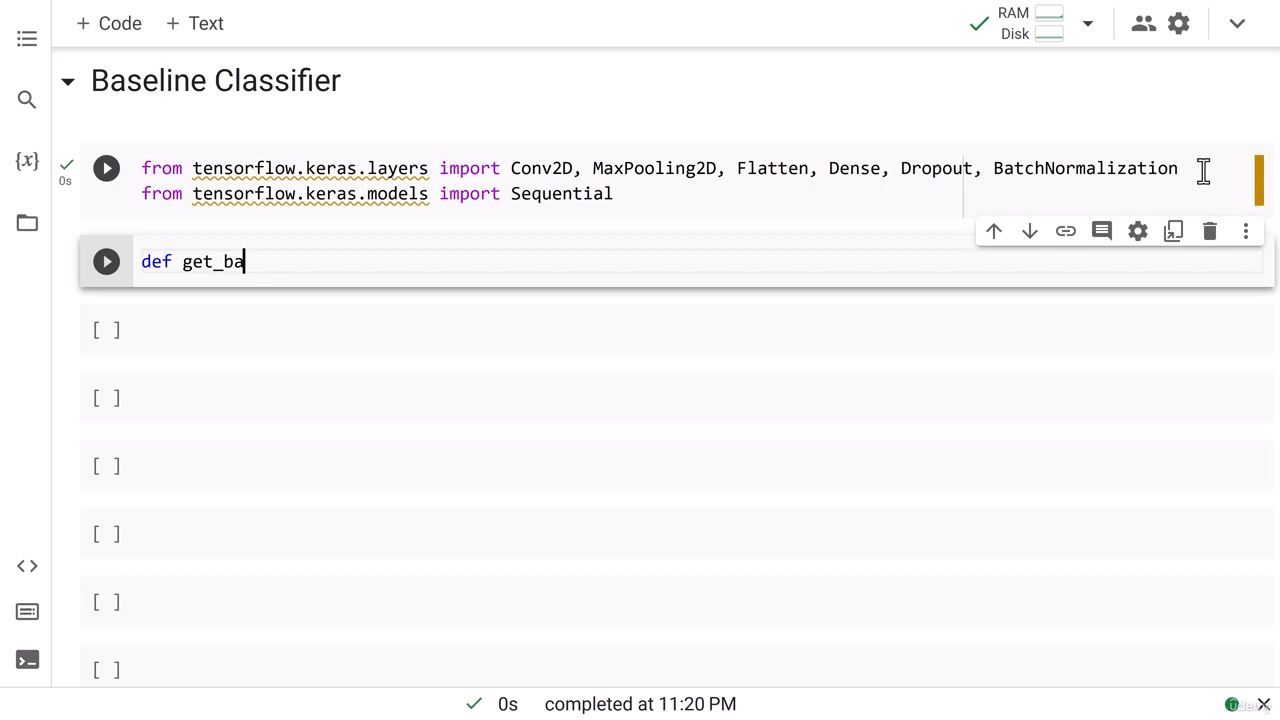 + Code + Text
RAM
Disk
Baseline Classifier
{x}
0s
from tensorflow.keras.layers import Conv2D, MaxPooling2D, Flatten, Dense, Dropout, BatchNormalization
from tensorflow.keras.models import Sequential
def get_ba
[ ]
[ ]
[ ]
[ ]
[ ]
[ ]
0s completed at 11:20 PM
udemy